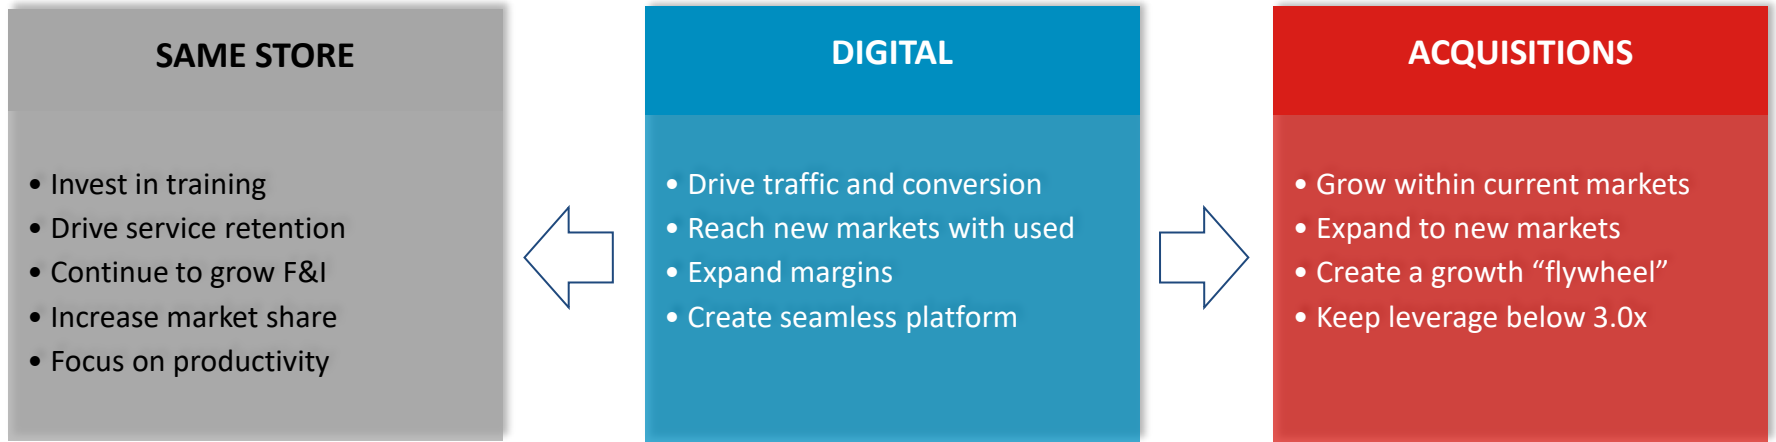 SAME STORE
• Invest in training
• Drive service retention
• Continue to grow F&I
• Increase market share
• Focus on productivity
DIGITAL
• Drive traffic and conversion
• Reach new markets with used
• Expand margins
• Create seamless platform
ACQUISITIONS
• Grow within current markets
• Expand to new markets
• Create a growth “flywheel”
• Keep leverage below 3.0x